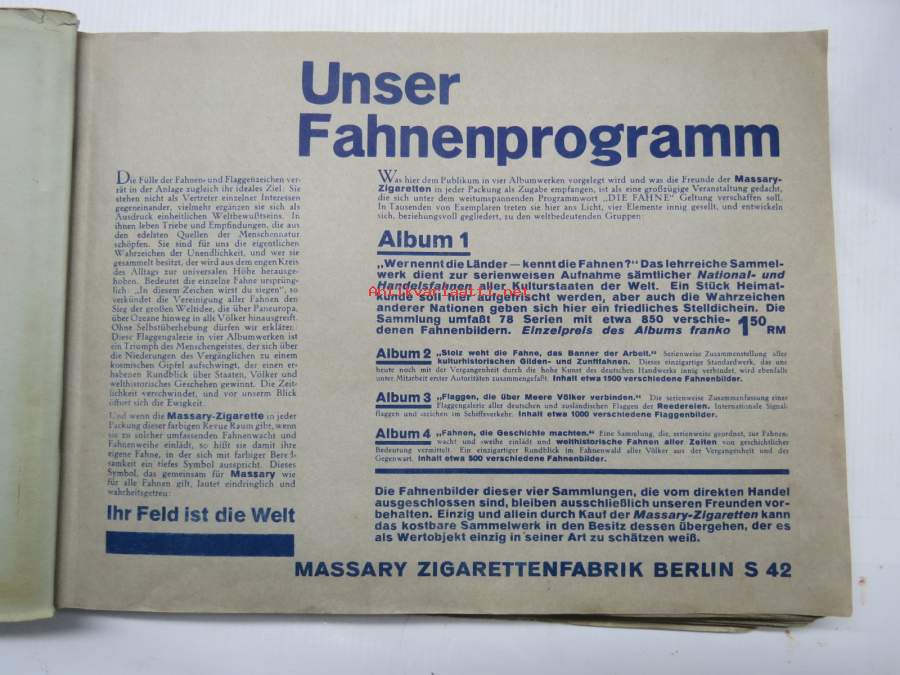 Unser
Fahnenprogramm
Die Fülle der Fahnen- und Flaggenzeichen ver-
rät in der Anlage zugleich ihr ideales Ziel: Sie
stehen nicht als Vertreter einzelner Interessen
gegeneinander, vielmehr ergänzen sie sich als
Ausdruck einheitlichen Weltbewußtseins. In
ihnen leben Triebe und Empfindungen, die aus
den edelsten Quellen der Menschennatur
schöpfen. Sie sind für uns die eigentlichen
Wahrzeichen der Unendlichkeit, und wer sie
gesammelt besitzt, der wird aus dem engen Kreis
des Alltags zur universalen Höhe herausge-
hoben. Bedeutet die einzelne Fahne ursprüng-
lich: „In diesem Zeichen wirst du siegen", so
verkündet die Vereinigung aller Fahnen den
Sieg der großen Weltidee, die über Paneuropa,
über Ozeane hinweg in alle Völker hinausgreift.
Ohne Selbstüberhebung dürfen wir erklären:
Diese Flaggengalerie in vier Albumwerken ist
ein Triumph des Menschengeistes, der sich über
die Niederungen des Vergänglichen zu einem
kosmischen Gipfel aufschwingt, der einen er-
habenen Rundblick über Staaten, Völker und
welthistorisches Geschehen gewinnt. Die Zeit-
lichkeit verschwindet, und vor unserm Blick
öffnet sich die Ewigkeit.
Und wenn die Massary-Zigarette in jeder
Packung dieser farbigen Revue Raum gibt, wenn
sie zu solcher umfassenden Fahnenwacht und
Fahnenweihe einlädt, so hilft sie damit ihre
eigene Fahne, in der sich mit farbiger Bered-
samkeit ein tiefes Symbol ausspricht. Dieses
Symbol, das gemeinsam für Massary wie
für alle Fahnen gilt, lautet eindringlich und
wahrheitsgetreu:
Ihr Feld ist die Welt
Was hier dem Publikum in vier Albumwerken vorgelegt wird und was die Freunde der Massary-
Zigaretten in jeder Packung als Zugabe empfangen, ist als eine großzügige Veranstaltung gedacht,
die sich unter dem weitumspannenden Programmwort „DIE FAHNE" Geltung verschaffen soll.
In Tausenden von Exemplaren treten sie hier ans Licht, vier Elemente innig gesellt, und entwickeln
sich, beziehungsvoll gegliedert, zu den weltbedeutenden Gruppen:
Album 1
„Wer nennt die Länder — kennt die Fahnen?" Das lehrreiche Sammel-
werk dient zur serienweisen Aufnahme sämtlicher National- und
Handelsfahnen aller Kulturstaaten der Welt. Ein Stück Heimat-
kunde soll hier aufgefrischt werden, aber auch die Wahrzeichen
anderer Nationen geben sich hier ein friedliches Stelldichein. Die
Sammlung umfaßt 78 Serien mit etwa 850 verschie-
denen Fahnenbildern. Einzelpreis des Albums franko 1 50 RM
Album 2 „Stolz weht die Fahne, das Banner der Arbeit." Serienweise Zusammenstellung aller
kulturhistorischen Gilden- und Zunftfahnen. Dieses einzigartige Standardwerk, das uns
heute noch mit der Vergangenheit durch die hohe Kunst des deutschen Handwerks innig verbindet, wird ebenfalls
unter Mitarbeit erster Autoritäten zusammengefaßt. Inhalt etwa 1500 verschiedene Fahnenbilder.
Album 3 „Flaggen, die über Meere Völker verbinden." Die serienweise Zusammenfassung einer
Flaggengalerie aller deutschen und ausländischen Flaggen der Reedereien. Internationale Signal-
flaggen und -zeichen im Schiffsverkehr. Inhalt etwa 1000 verschiedene Flaggenbilder.
Album 4 „Fahnen, die Geschichte machten." Eine Sammlung, die, serienweise geordnet, zur Fahnen-
wacht und -weihe einlädt und welthistorische Fahnen aller Zeiten von geschichtlicher
Bedeutung vermittelt. Ein einzigartiger Rundblick im Fahnenwald aller Völker aus der Vergangenheit und der
Gegenwart. Inhalt etwa 500 verschiedene Fahnenbilder.
Die Fahnenbilder dieser vier Sammlungen, die vom direkten Handel
ausgeschlossen sind, bleiben ausschließlich unseren Freunden vor-
behalten. Einzig und allein durch Kauf der Massary-Zigaretten kann
das kostbare Sammelwerk in den Besitz dessen übergehen, der es
als Wertobjekt einzig in seiner Art zu schätzen weiß.
MASSARY ZIGARETTENFABRIK BERLIN S 42
Antikvariaatti.net
Antikvariaatti.net
Antikvariaatti.net